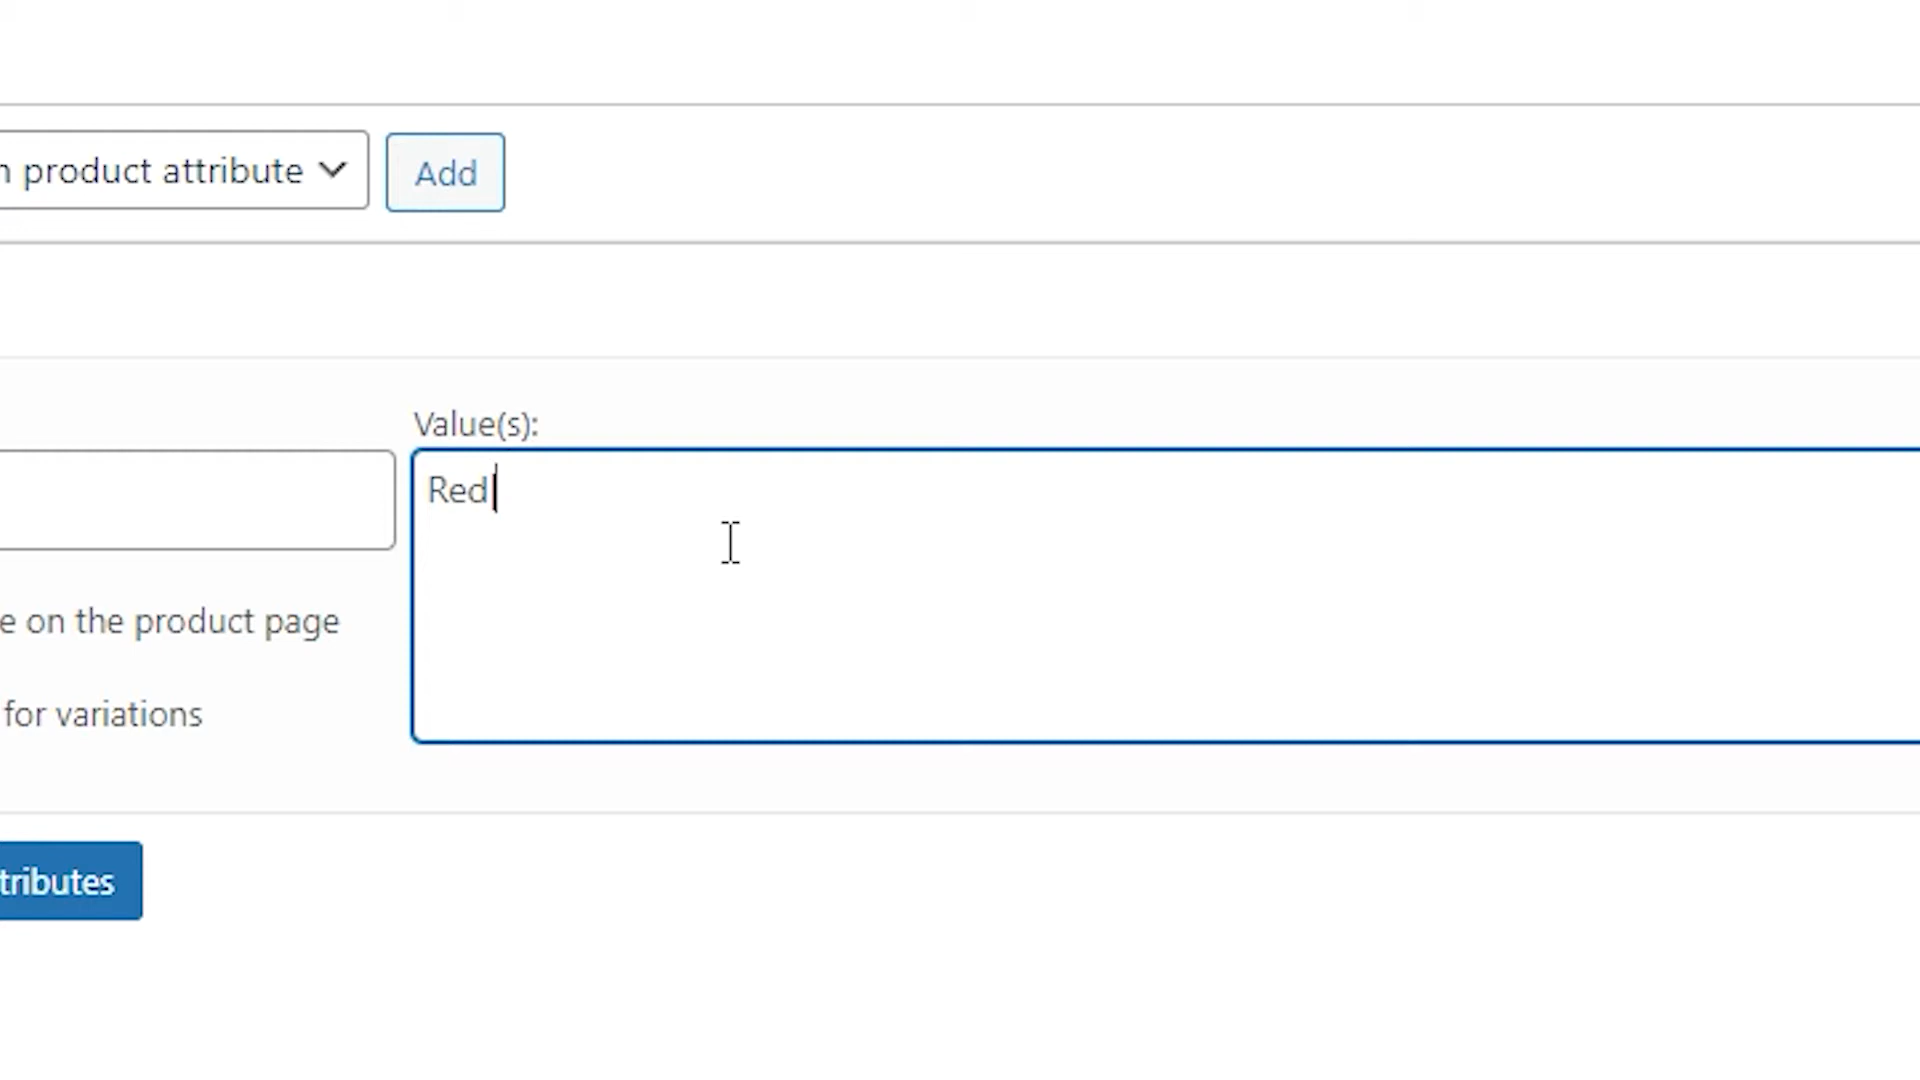 n product attribute
Add
Value(s):
Red
e on the product page
for variations
tributes